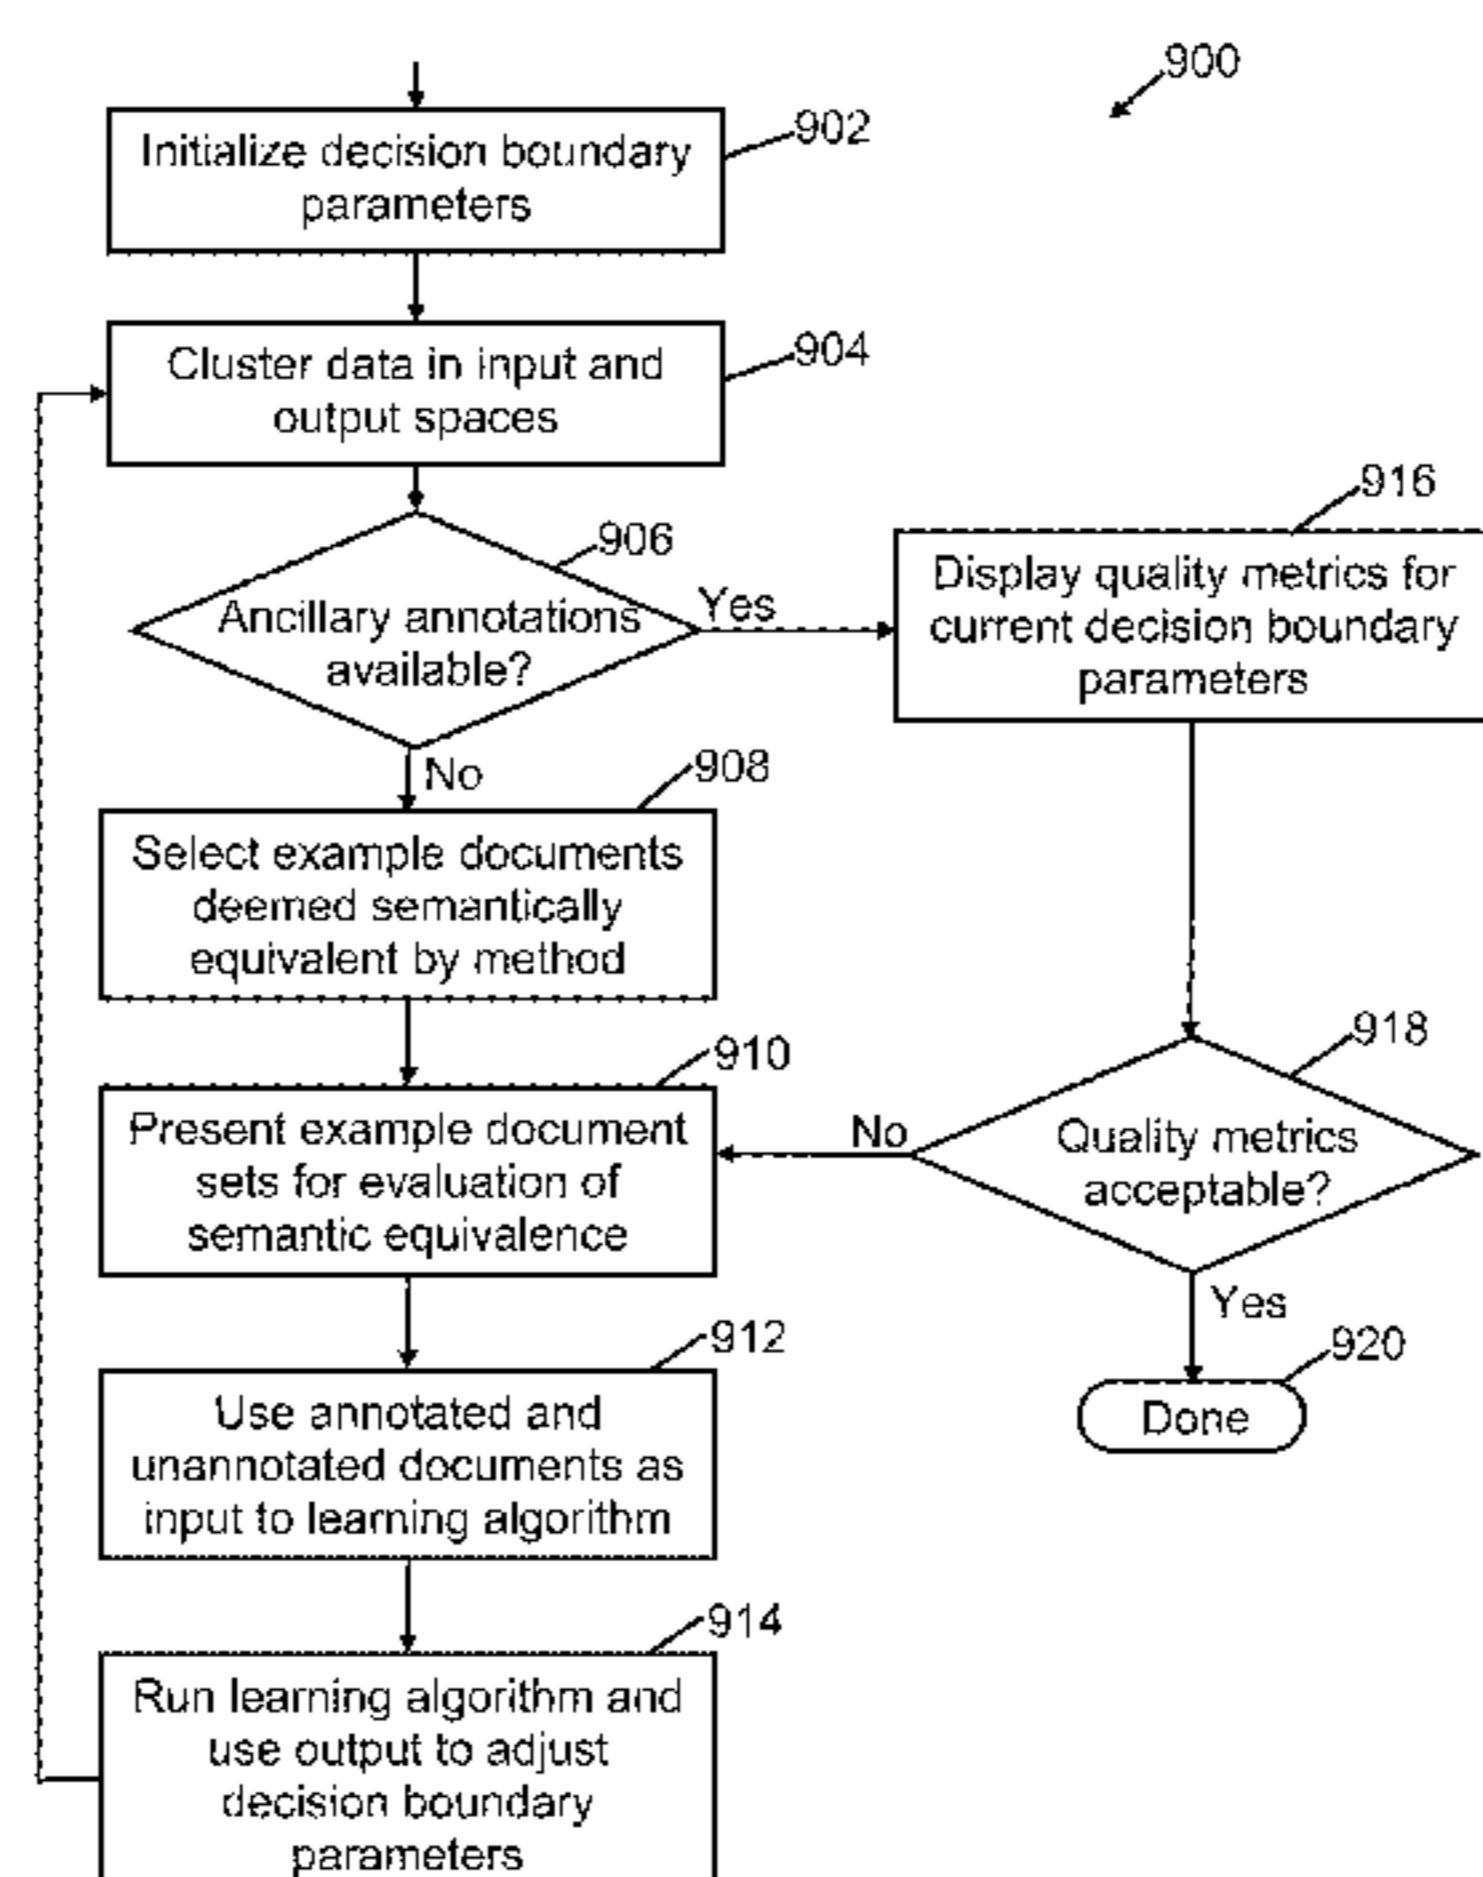 900
902
Initialize decision boundary
parameters
904
Cluster data in input and
output spaces
906
Ancillary annotations
available?
Yes
No
916
Display quality metrics for
current decision boundary
parameters
908
Select example documents
deemed semantically
equivalent by method
910
Present example document
sets for evaluation of
semantic equivalence
918
Quality metrics
acceptable?
No
Yes
920
Done
912
Use annotated and
unannotated documents as
input to learning algorithm
914
Run learning algorithm and
use output to adjust
decision boundary
parameters